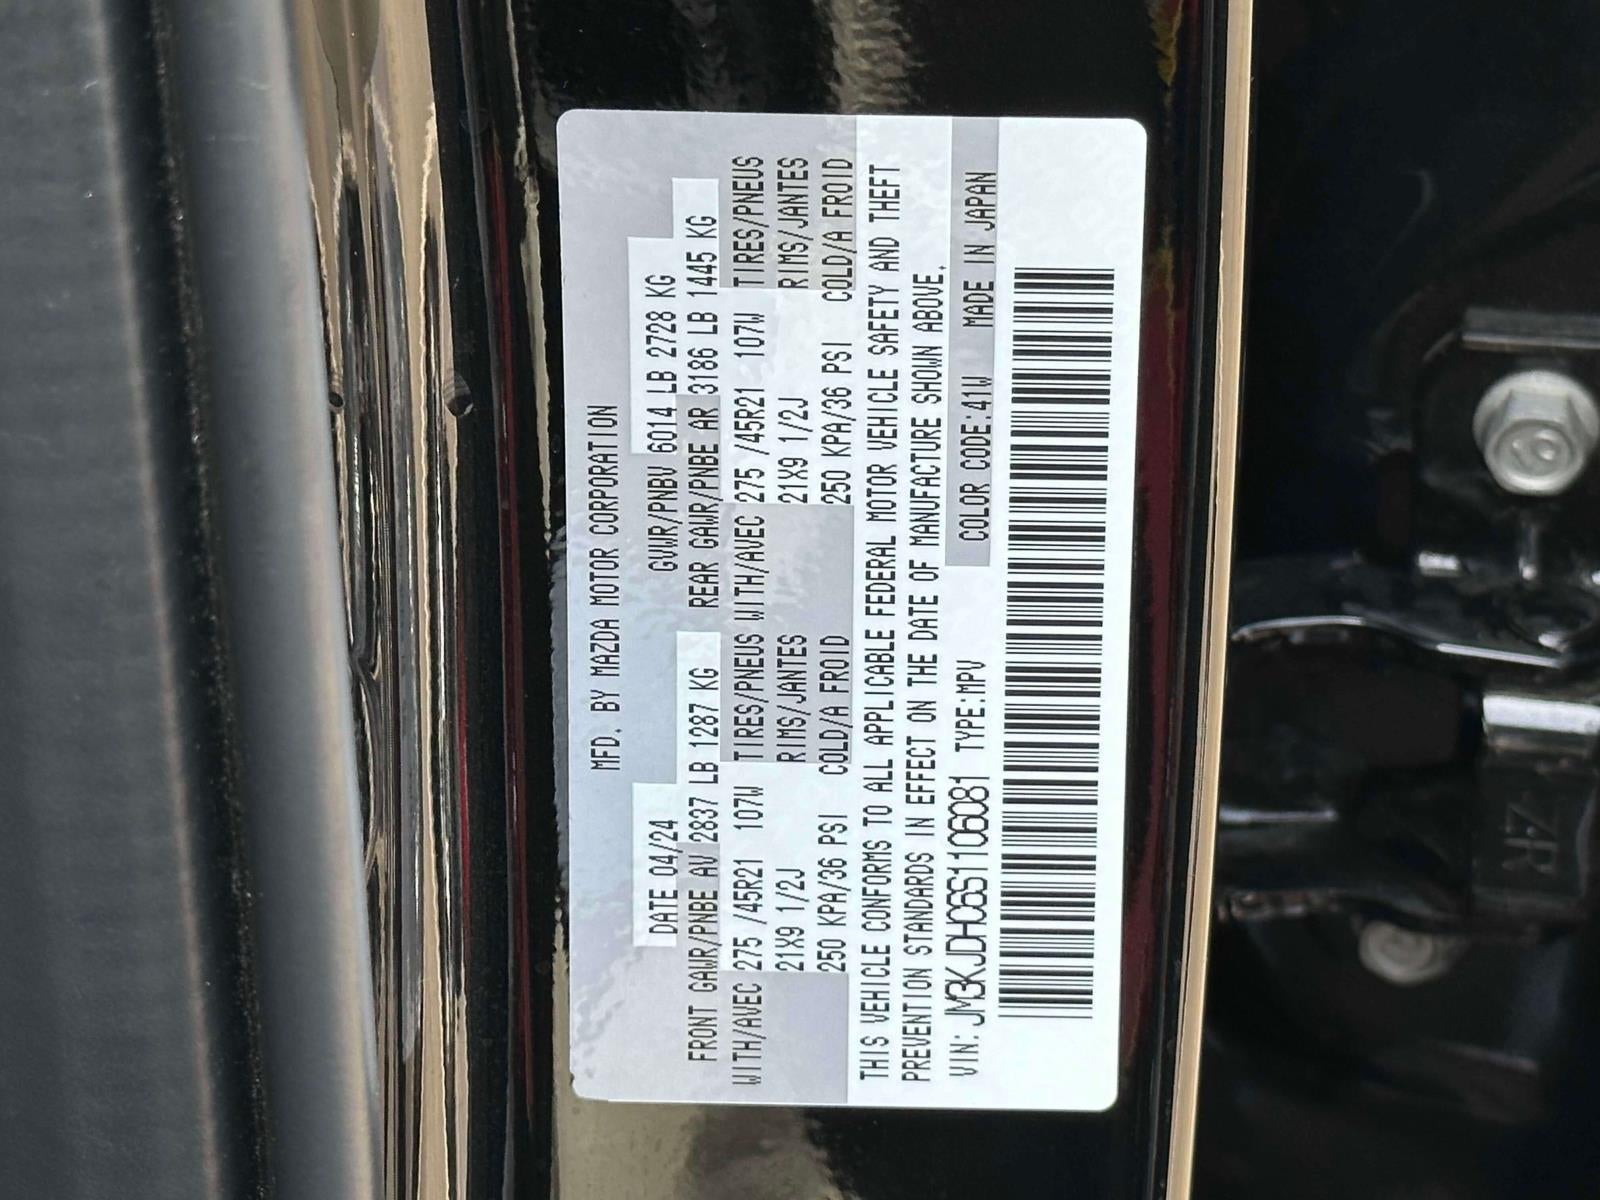 MFD. BY MAZDA MOTOR CORPORATION
DATE 04/24 GVWR/PNBV 6014 LB 2728 KG
FRONT GAWR/PNBE AV 2837 LB 1287 KG REAR GAWR/PNBE AR 3186 LB 1445 KG
WITH/AVEC 275 /45R21 107W TIRES/PNEUS WITH/AVEC 275 /45R21 107W TIRES/PNEUS
21X9 1/2J RIMS/JANTES 21X9 1/2J RIMS/JANTES
250 KPA/36 PSI COLD/A FROID 250 KPA/36 PSI COLD/A FROID
THIS VEHICLE CONFORMS TO ALL APPLICABLE FEDERAL MOTOR VEHICLE SAFETY AND THEFT
PREVENTION STANDARDS IN EFFECT ON THE DATE OF MANUFACTURE SHOWN ABOVE.
VIN: JM3KJDHC6S1106081 TYPE:MPV COLOR CODE:41W MADE IN JAPAN
ZR